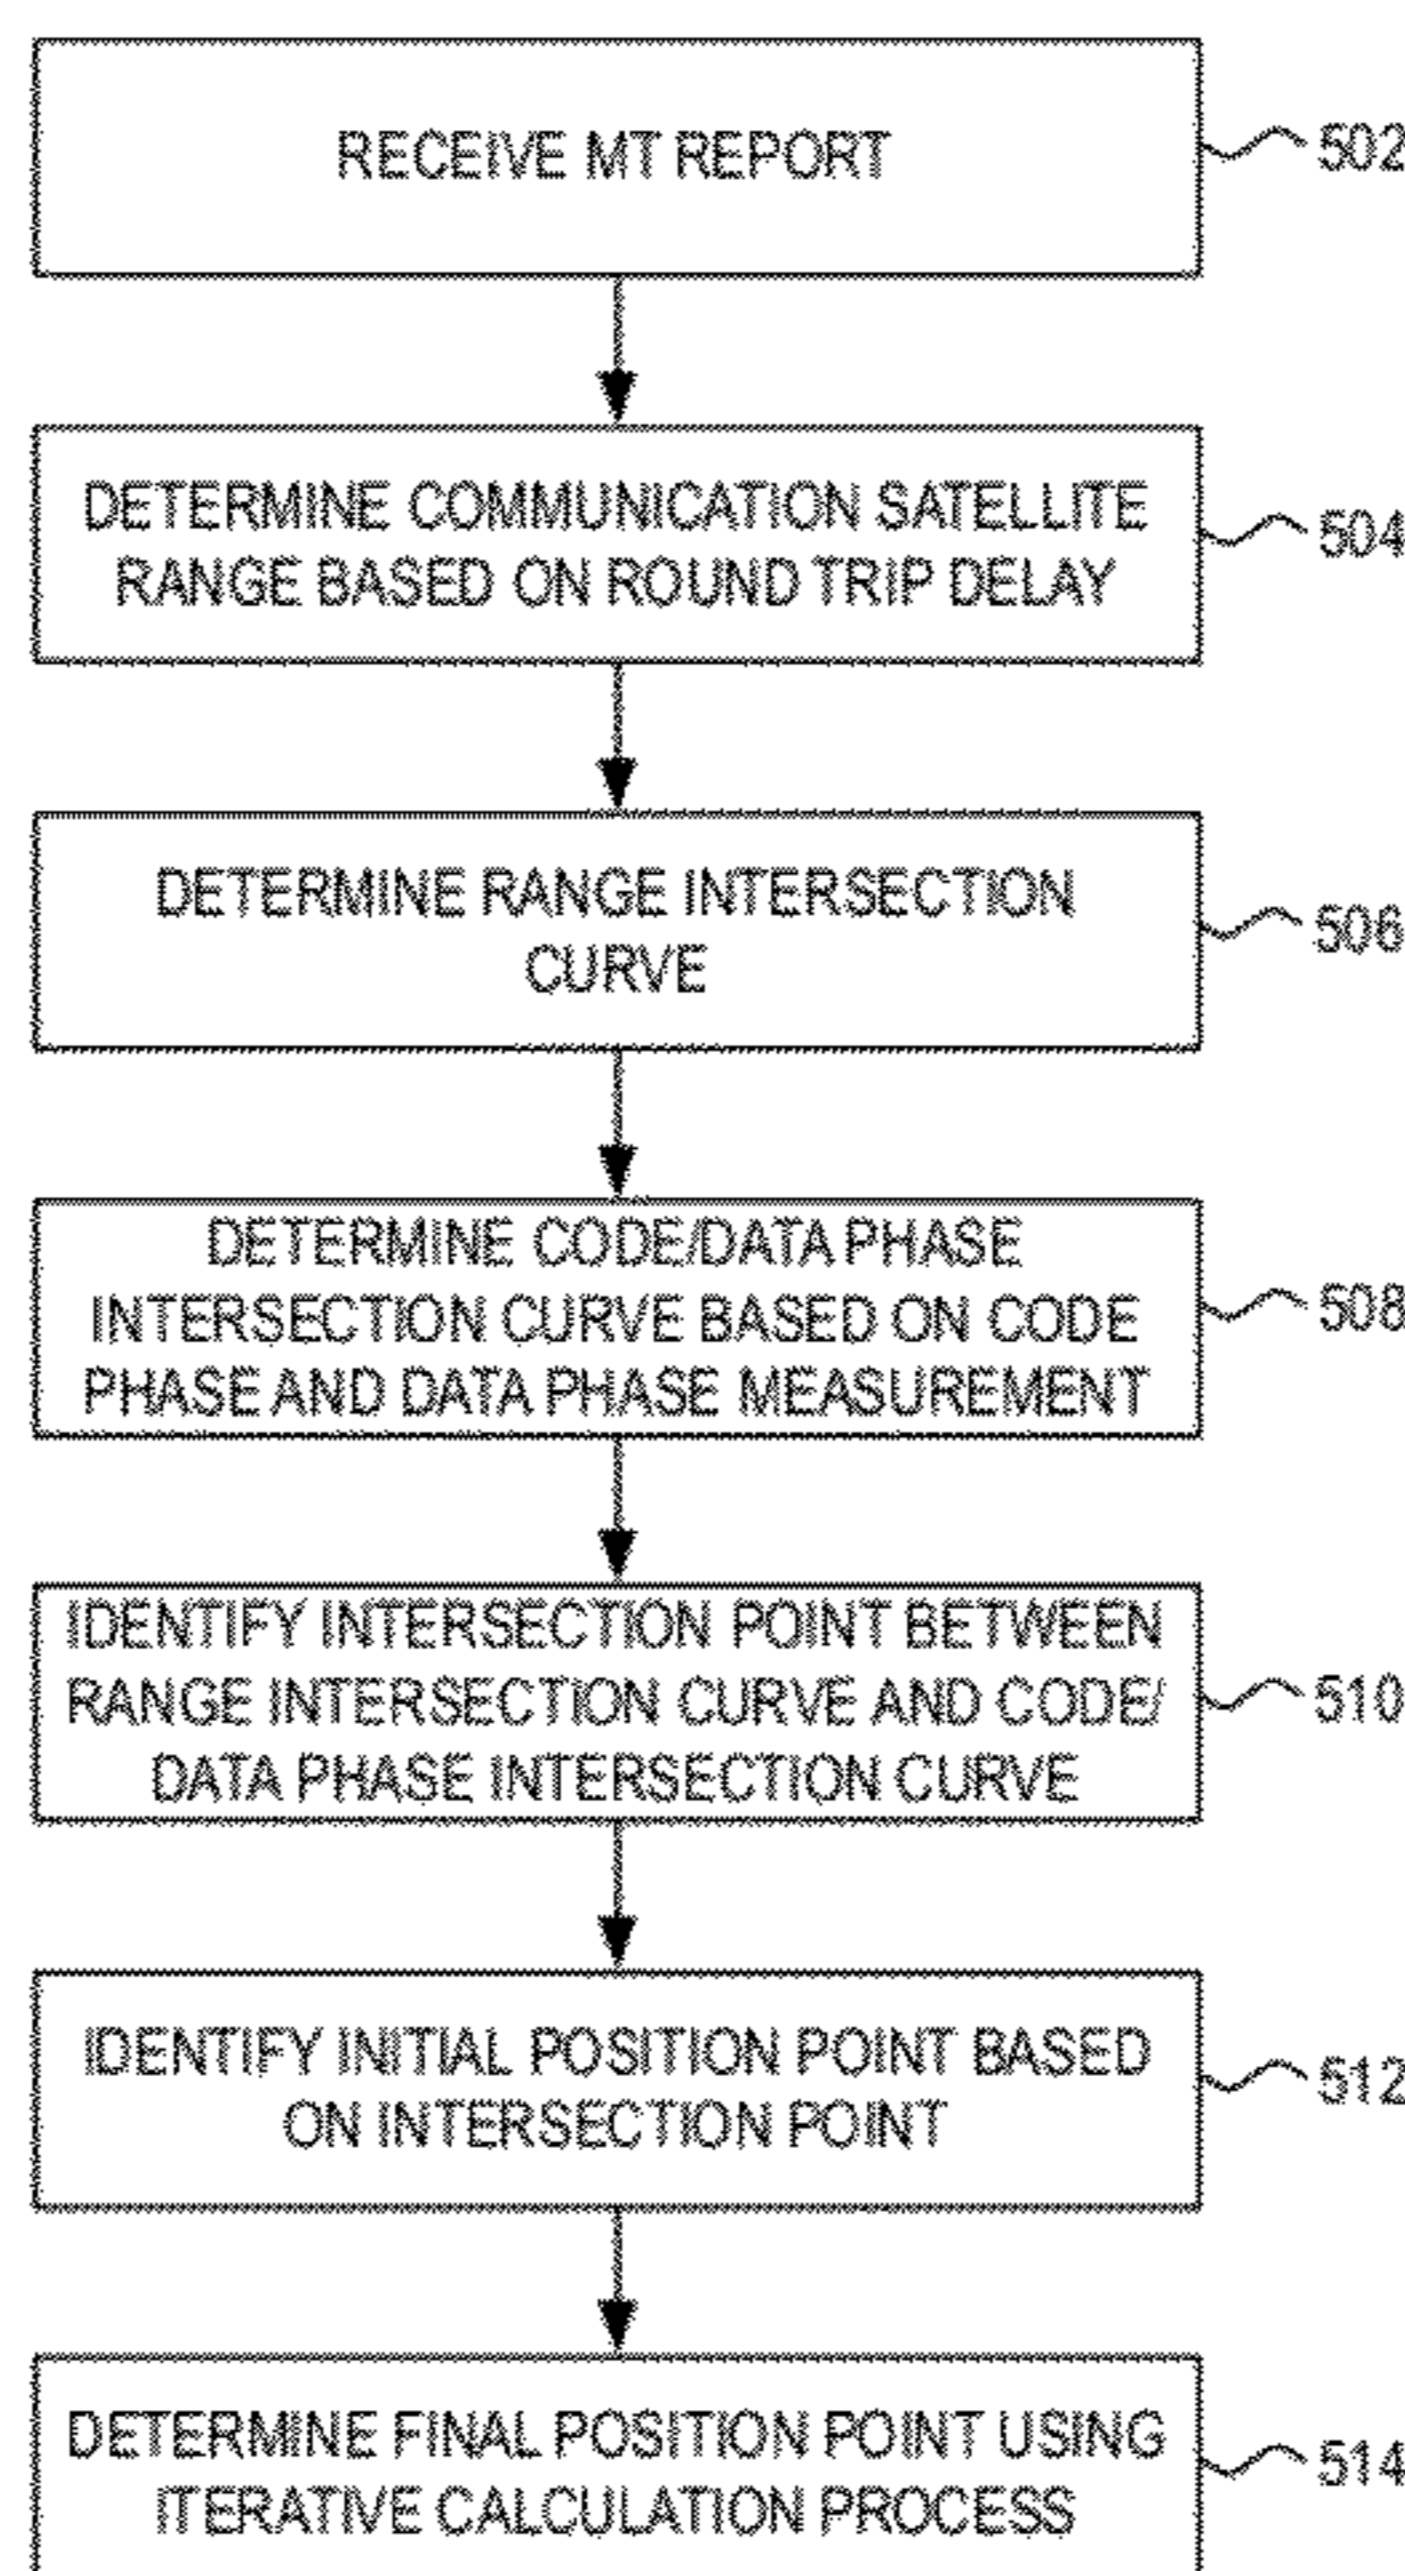 RECEIVE MT REPORT
502
DETERMINE COMMUNICATION SATELLITE
RANGE BASED ON ROUND TRIP DELAY
504
DETERMINE RANGE INTERSECTION
CURVE
506
DETERMINE CODE/DATA PHASE
INTERSECTION CURVE BASED ON CODE
PHASE AND DATA PHASE MEASUREMENT
508
IDENTIFY INTERSECTION POINT BETWEEN
RANGE INTERSECTION CURVE AND CODE/
DATA PHASE INTERSECTION CURVE
510
IDENTIFY INITIAL POSITION POINT BASED
ON INTERSECTION POINT
512
DETERMINE FINAL POSITION POINT USING
ITERATIVE CALCULATION PROCESS
514